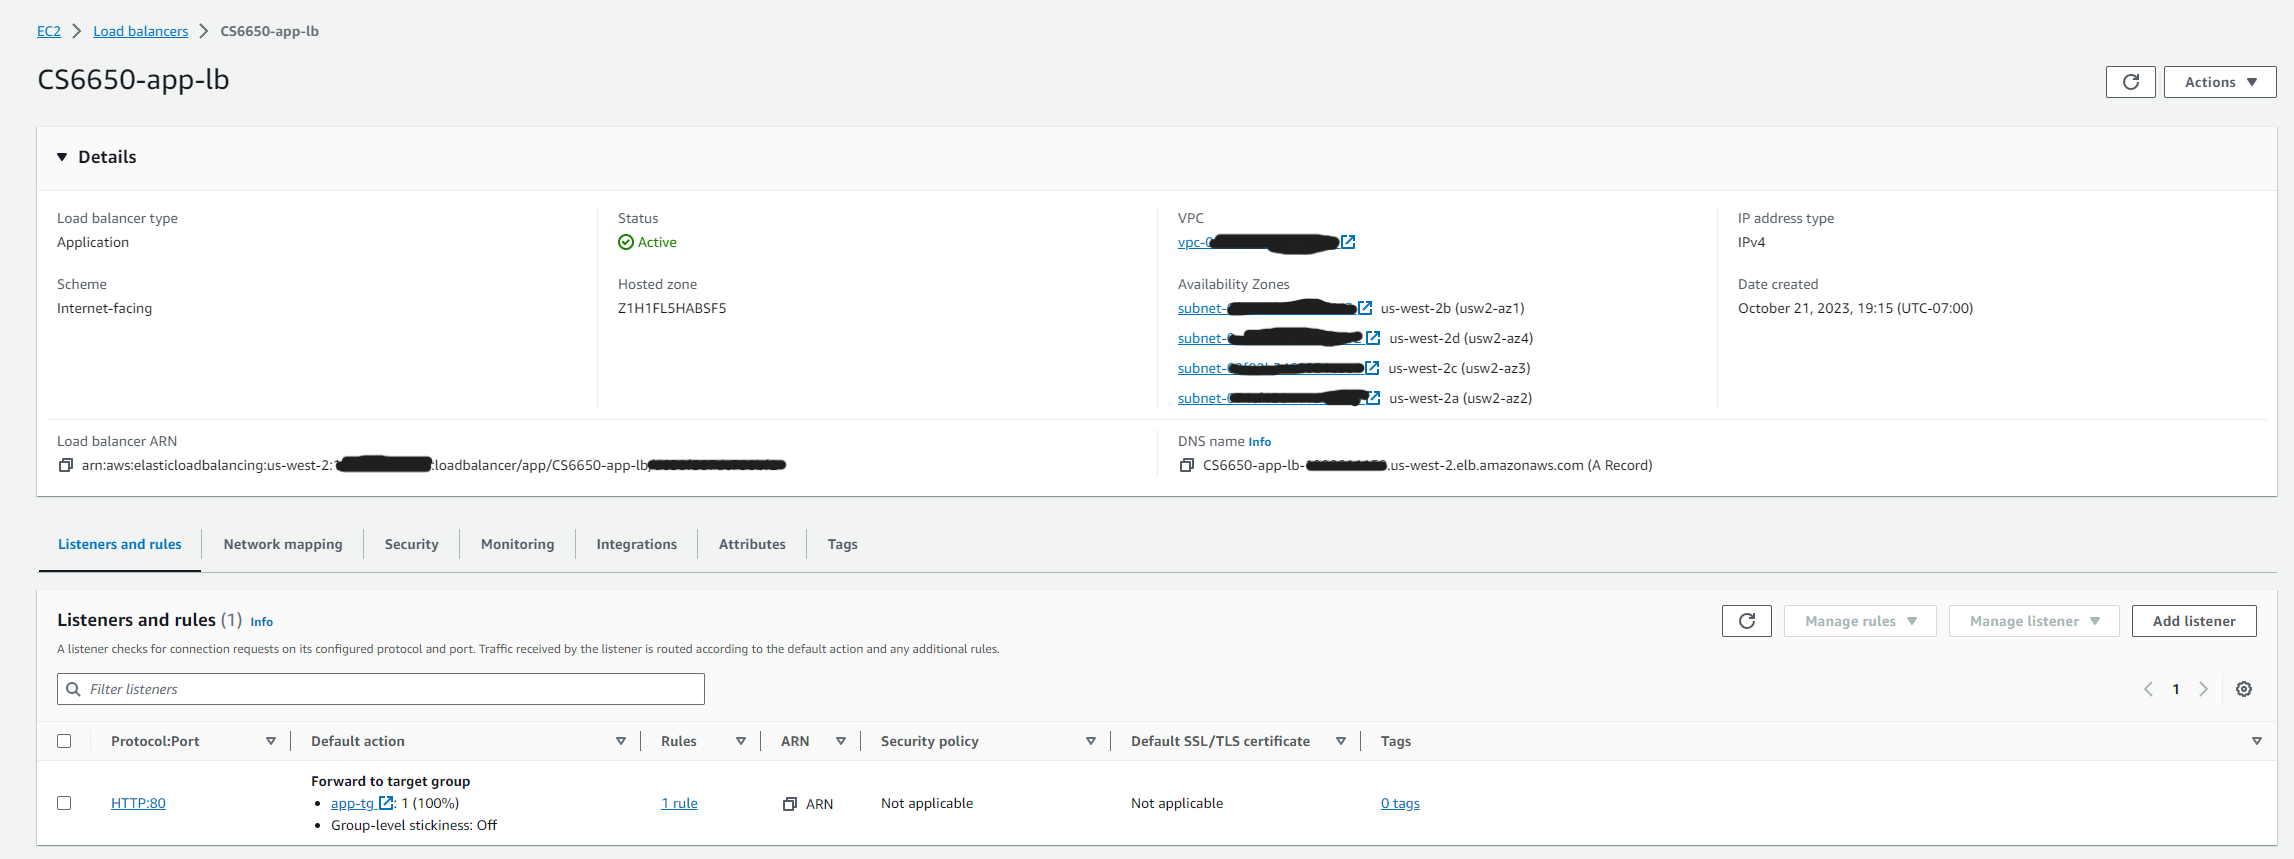 EC2 > Load balancers > CS6650-app-lb
CS6650-app-lb
Actions
Details
Load balancer type
Application
Status
Active
VPC
vpc-
IP address type
IPv4
Scheme
Internet-facing
Hosted zone
Z1H1FL5HABSF5
Availability Zones
subnet- us-west-2b (usw2-az1)
subnet- us-west-2d (usw2-az4)
subnet- us-west-2c (usw2-az3)
subnet- us-west-2a (usw2-az2)
Date created
October 21, 2023, 19:15 (UTC-07:00)
Load balancer ARN
arn:aws:elasticloadbalancing:us-west-2: :loadbalancer/app/CS6650-app-lb/
DNS name Info
CS6650-app-lb- .us-west-2.elb.amazonaws.com (A Record)
Listeners and rules Network mapping Security Monitoring Integrations Attributes Tags
Listeners and rules (1) Info
Manage rules Manage listener Add listener
A listener checks for connection requests on its configured protocol and port. Traffic received by the listener is routed according to the default action and any additional rules.
Filter listeners
1
Protocol:Port Default action Rules ARN Security policy Default SSL/TLS certificate Tags
Forward to target group
HTTP:80 • app-tg : 1 (100%) 1 rule ARN Not applicable Not applicable 0 tags
• Group-level stickiness: Off